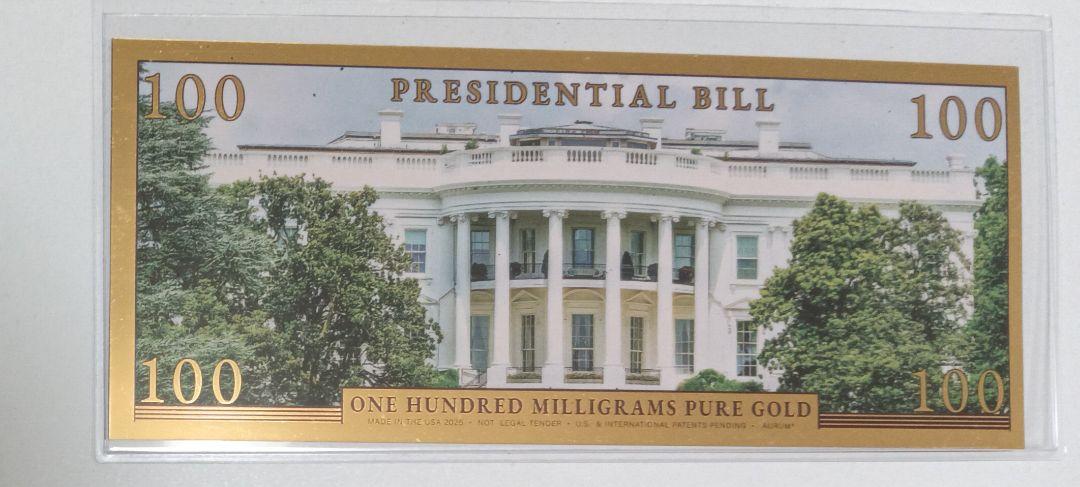 100
PRESIDENTIAL BILL
100
100
ONE HUNDRED MILLIGRAMS PURE GOLD
100
MADE IN THE USA 2025 • NOT LEGAL TENDER • U.S. & INTERNATIONAL PATENTS PENDING • AURUM®